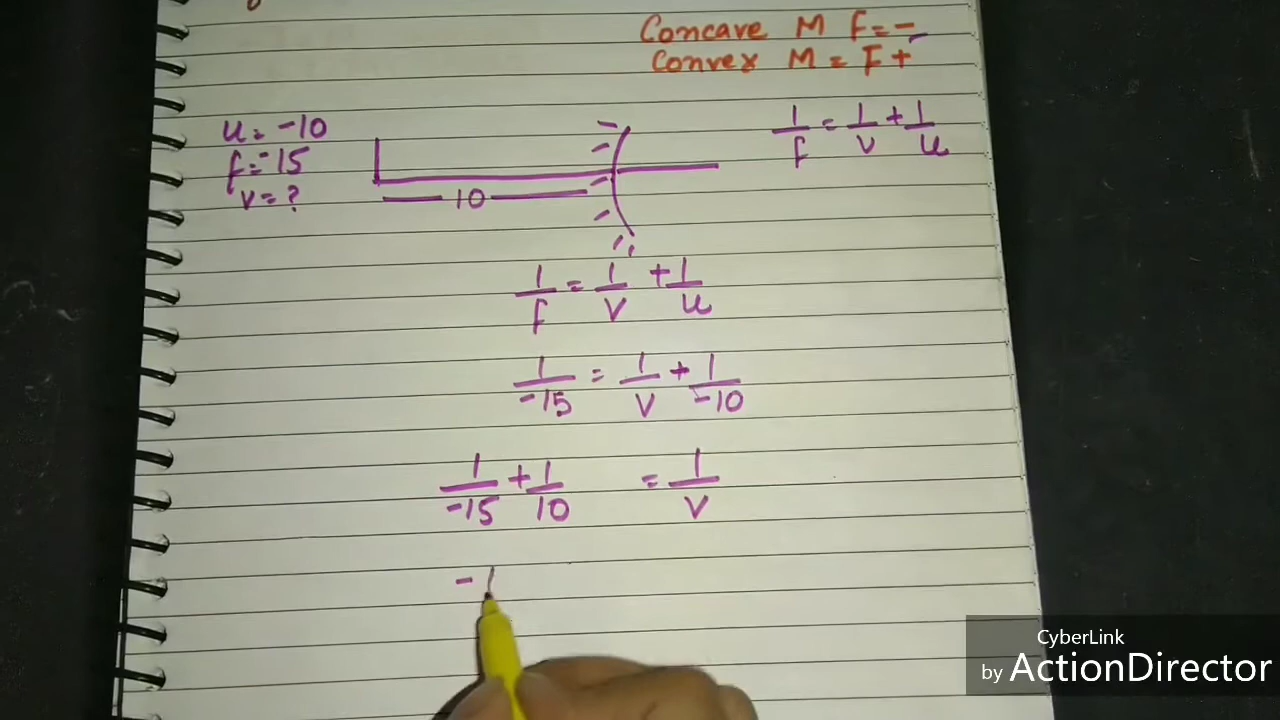 Concave M F = -
Convex M = F +
u = -10
f = -15
v = ?
10
1/f = 1/v + 1/u
1/f = 1/v + 1/u
1/-15 = 1/v + 1/-10
1/-15 + 1/10 = 1/v
- 1
CyberLink
by ActionDirector